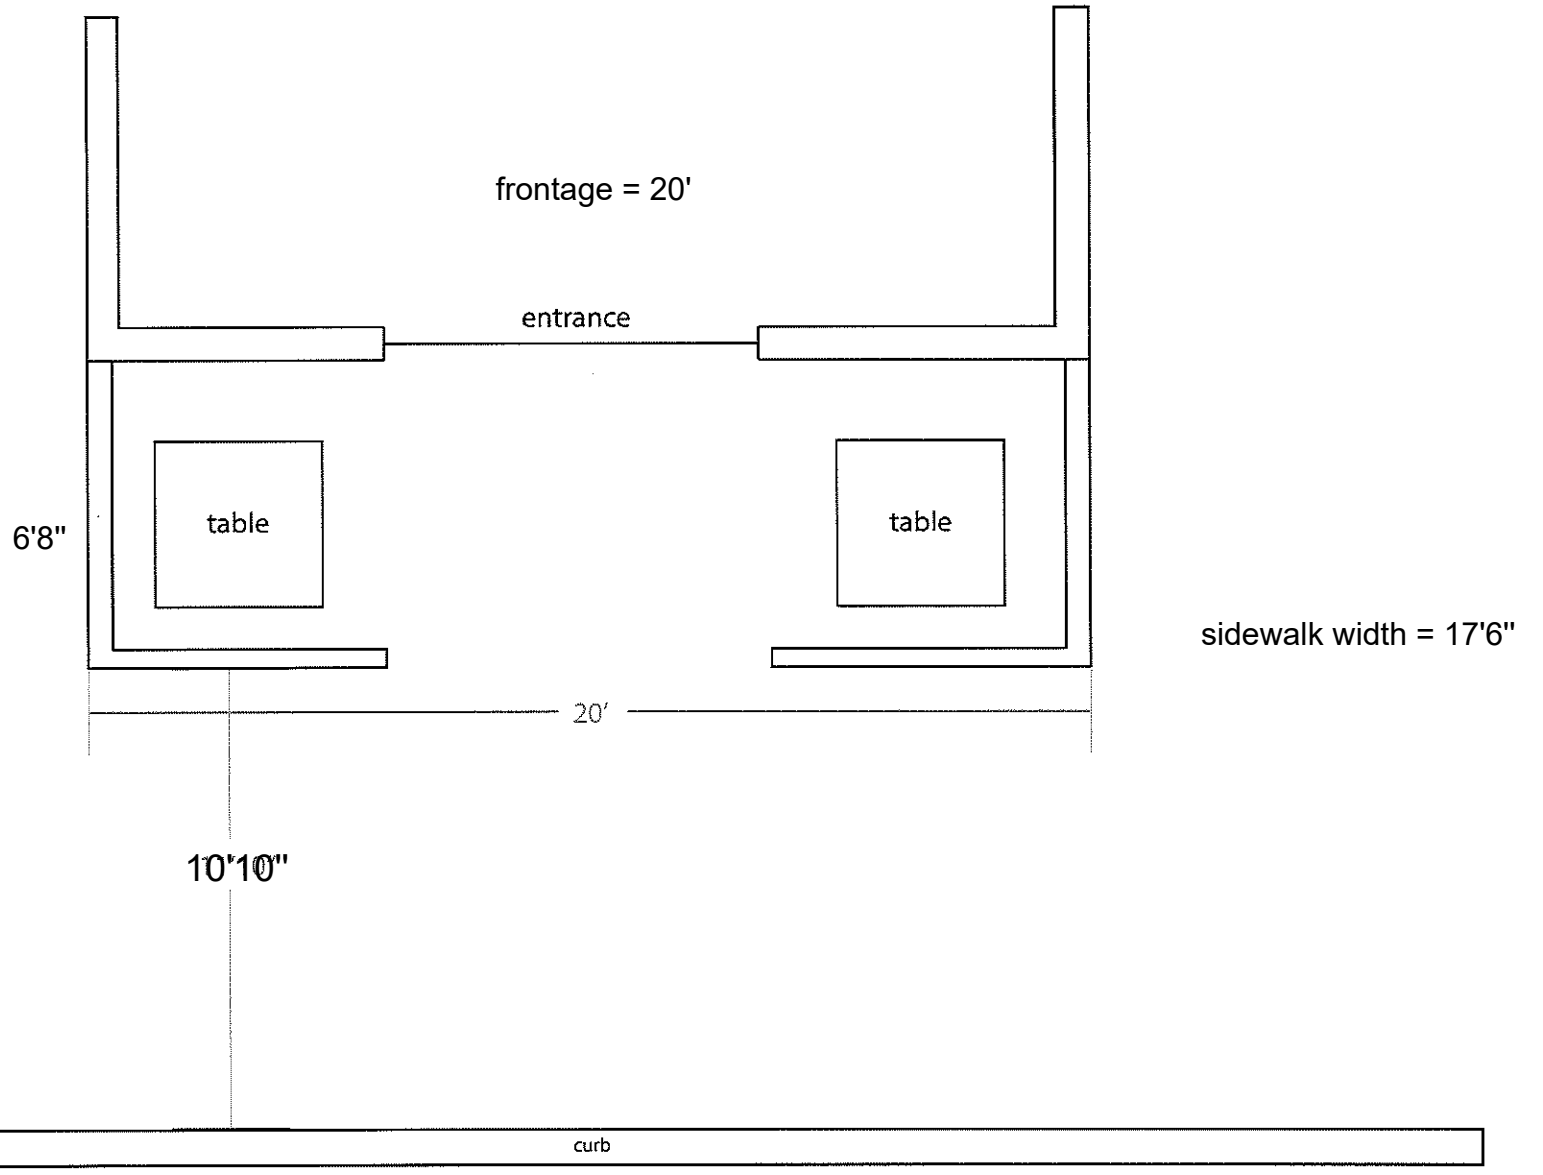 frontage = 20'
entrance
table
table
6'8"
sidewalk width = 17'6"
20'
10'10"
curb